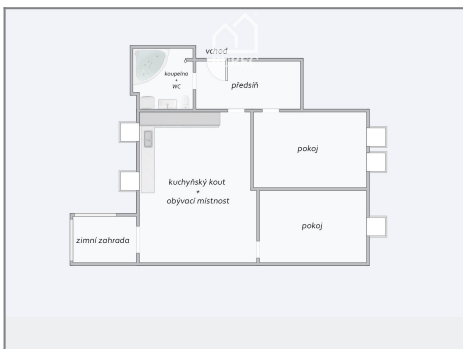 vchod
koupelna
+
WC
předsíň
pokoj
kuchyňský kout
+
obývací místnost
pokoj
zimní zahrada